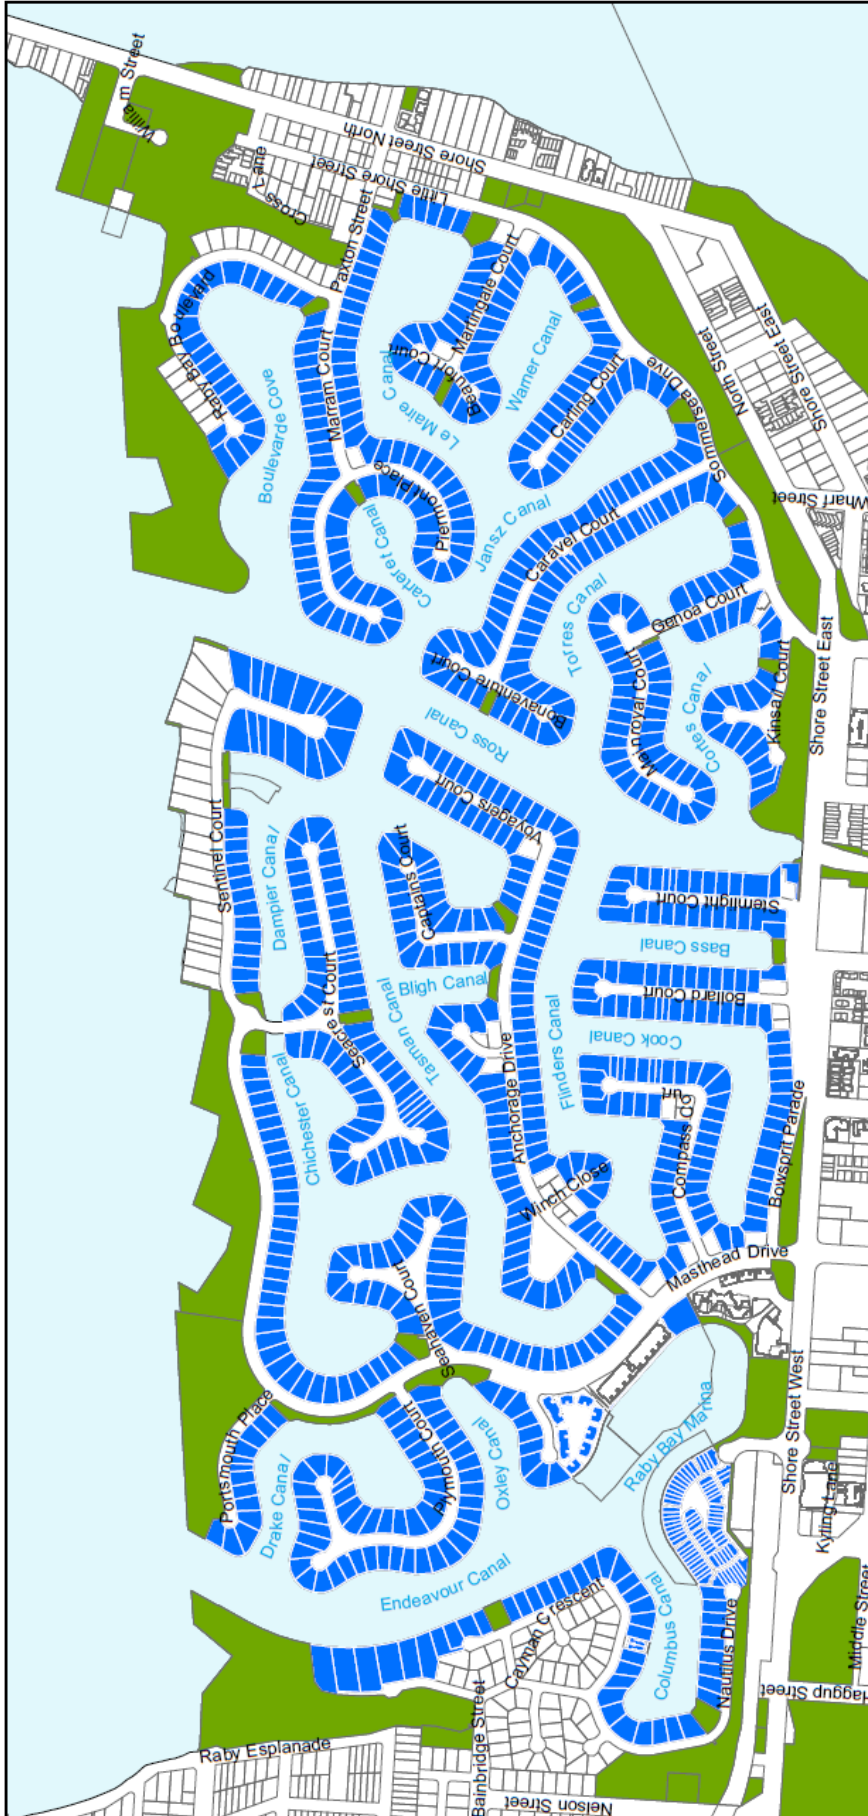 William Street
Shore Street North
Cross Lane
Little Shore Street
Paxton Street
Raby Bay Boulevard
Martingale Court
Marram Court
Beaufort Court
Le Maire Canal
Warner Canal
Boulevarde Cove
Carling Court
Sommersea Drive
North Street
Shore Street East
Wharf Street
Piermont Place
Carteret Canal
Jansz Canal
Caravel Court
Torres Canal
Genoa Court
Bonaventure Court
Mainroyal Court
Cortes Canal
Kinsail Court
Shore Street East
Ross Canal
Voyagers Court
Sentinel Court
Dampier Canal
Captains Court
Sternlight Court
Bass Canal
Bligh Canal
Bollard Court
Seacrest Court
Tasman Canal
Flinders Canal
Cook Canal
Chichester Canal
Anchorage Drive
Compass Co
urt
Bowsprit Parade
Winch Close
Masthead Drive
Seahaven Court
Portsmouth Place
Plymouth Court
Oxley Canal
Raby Bay Marina
Shore Street West
Drake Canal
Kyling Lane
Endeavour Canal
Cayman Crescent
Columbus Canal
Nautilus Drive
Middle Street
Haggup Street
Raby Esplanade
Bainbridge Street
Nelson Street